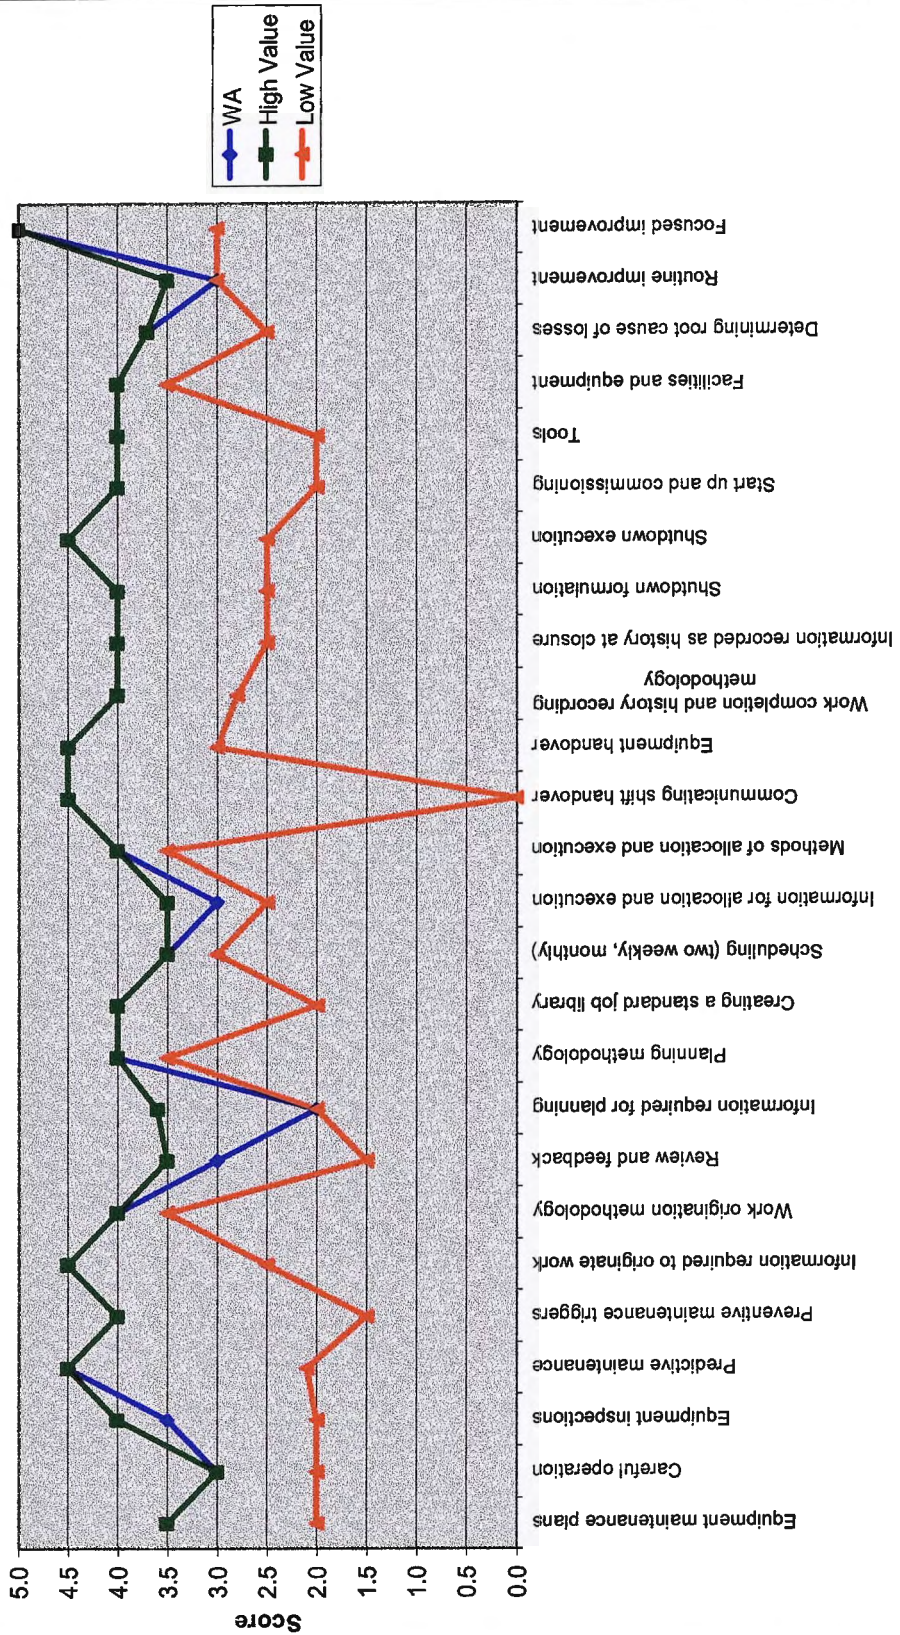 WA
High Value
Low Value
Score
5.0
4.5
4.0
3.5
3.0
2.5
2.0
1.5
1.0
0.5
0.0
Equipment maintenance plans
Careful operation
Equipment inspections
Predictive maintenance
Preventive maintenance triggers
Information required to originate work
Work origination methodology
Review and feedback
Information required for planning
Planning methodology
Creating a standard job library
Scheduling (two weekly, monthly)
Information for allocation and execution
Methods of allocation and execution
Communicating shift handover
Equipment handover
Work completion and history recording
methodology
Information recorded as history at closure
Shutdown formulation
Shutdown execution
Start up and commissioning
Tools
Facilities and equipment
Determining root cause of losses
Routine improvement
Focused improvement